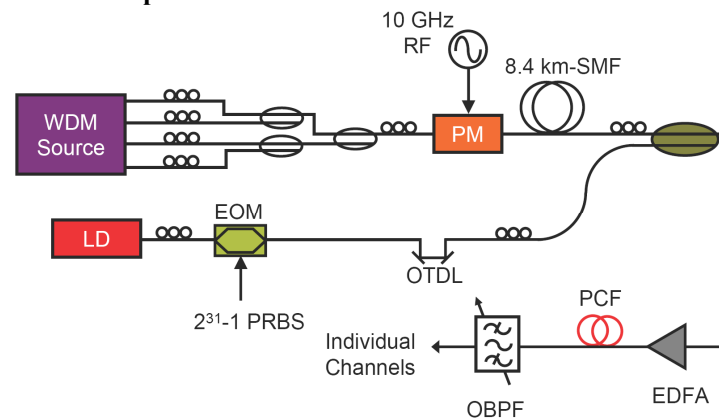 10 GHz
RF
8.4 km-SMF
WDM
Source
PM
LD
EOM
OTDL
2³¹-1 PRBS
PCF
Individual
Channels
OBPF
EDFA